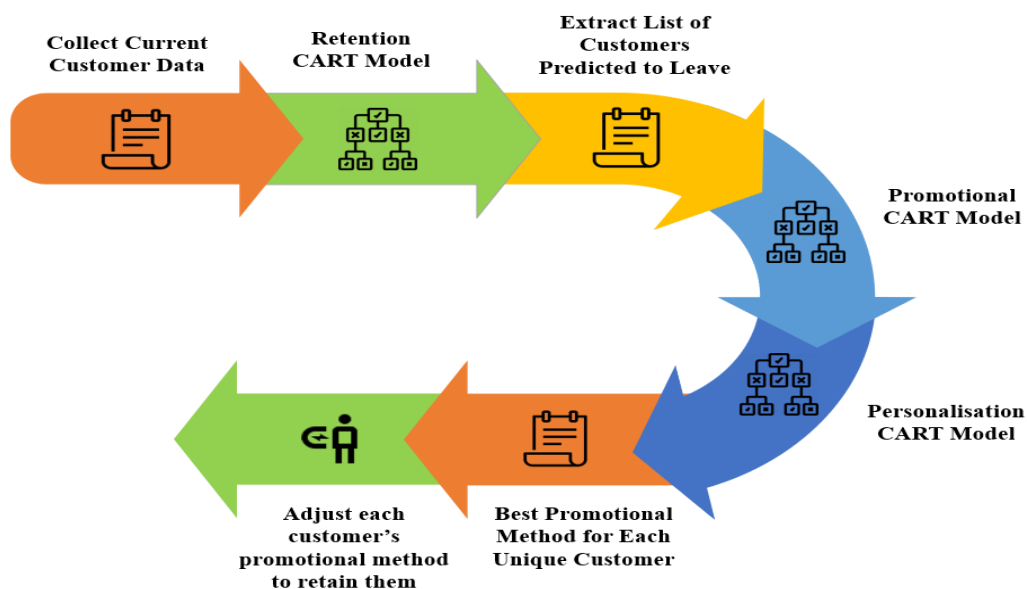 Collect Current
Customer Data
Retention
CART Model
Extract List of
Customers
Predicted to Leave
Promotional
CART Model
Personalisation
CART Model
Best Promotional
Method for Each
Unique Customer
Adjust each
customer’s
promotional method
to retain them